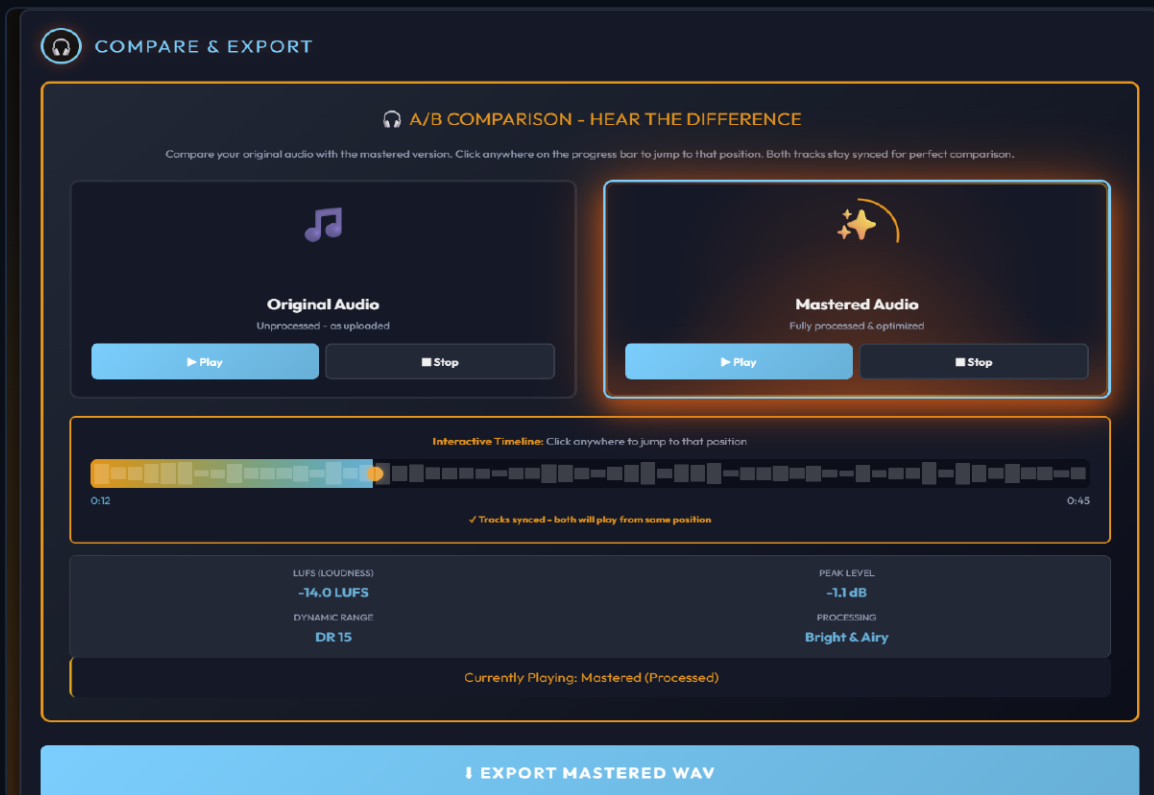 COMPARE & EXPORT
A/B COMPARISON - HEAR THE DIFFERENCE
Compare your original audio with the mastered version. Click anywhere on the progress bar to jump to that position. Both tracks stay synced for perfect comparison.
Original Audio
Unprocessed - as uploaded
▶ Play
■ Stop
Mastered Audio
Fully processed & optimized
▶ Play
■ Stop
Interactive Timeline: Click anywhere to jump to that position
0:12
0:45
✓ Tracks synced - both will play from same position
LUFS (LOUDNESS)
-14.0 LUFS
PEAK LEVEL
-1.1 dB
DYNAMIC RANGE
DR 15
PROCESSING
Bright & Airy
Currently Playing: Mastered (Processed)
⬇ EXPORT MASTERED WAV